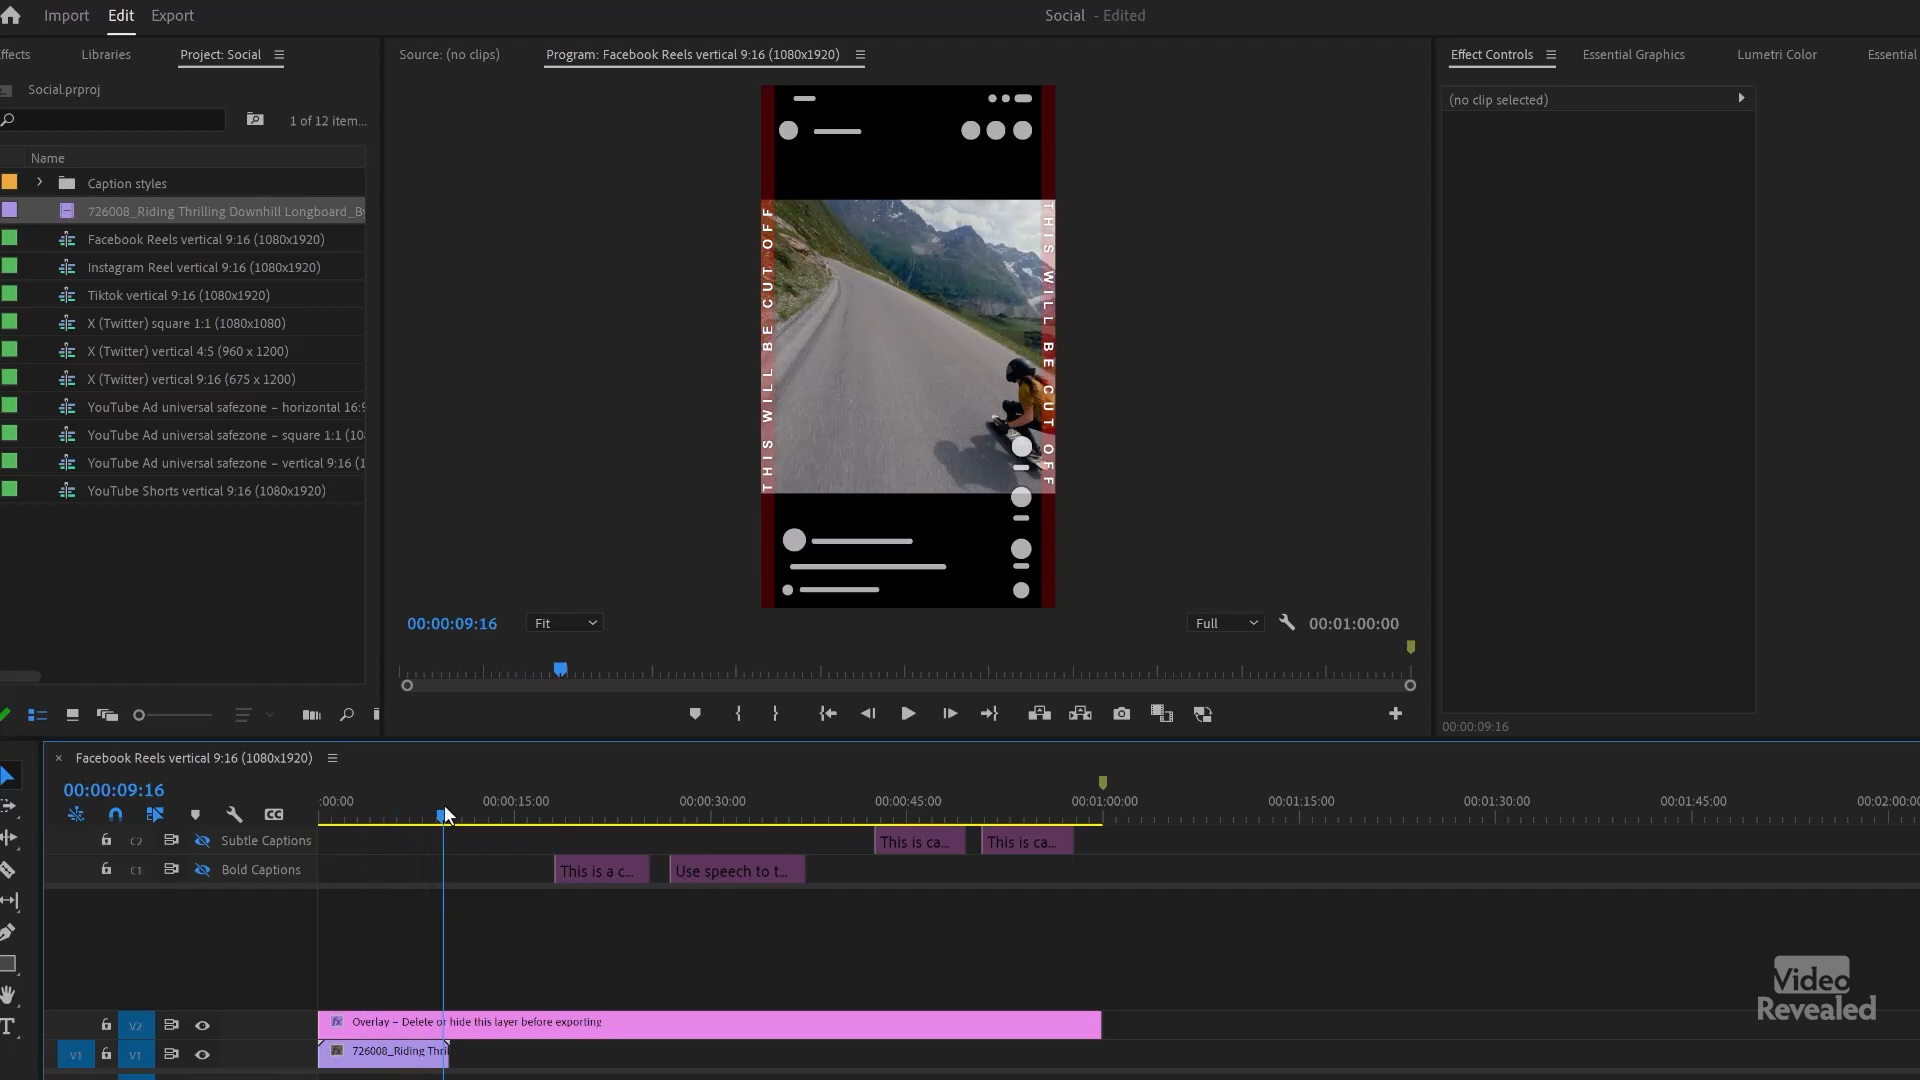 Import
Edit
Export
Social - Edited
ffects
Libraries
Project: Social
Source: (no clips)
Program: Facebook Reels vertical 9:16 (1080x1920)
Effect Controls
Essential Graphics
Lumetri Color
Essential
Social.prproj
1 of 12 item...
(no clip selected)
Name
Caption styles
726008_Riding Thrilling Downhill Longboard_By
Facebook Reels vertical 9:16 (1080x1920)
Instagram Reel vertical 9:16 (1080x1920)
Tiktok vertical 9:16 (1080x1920)
X (Twitter) square 1:1 (1080x1080)
X (Twitter) vertical 4:5 (960 x 1200)
X (Twitter) vertical 9:16 (675 x 1200)
YouTube Ad universal safezone – horizontal 16:9
YouTube Ad universal safezone – square 1:1 (10
YouTube Ad universal safezone – vertical 9:16 (1
YouTube Shorts vertical 9:16 (1080x1920)
THIS WILL BE CUT OFF
THIS WILL BE CUT OFF
00:00:09:16
Fit
Full
00:01:00:00
00:00:09:16
Facebook Reels vertical 9:16 (1080x1920)
00:00:09:16
CC
:00:00
00:00:15:00
00:00:30:00
00:00:45:00
00:01:00:00
00:01:15:00
00:01:30:00
00:01:45:00
00:02:00:0
C2
Subtle Captions
This is ca...
This is ca...
C1
Bold Captions
This is a c...
Use speech to t...
V2
fx
Overlay – Delete or hide this layer before exporting
V1
V1
fx
726008_Riding Thril
T
Video
Revealed